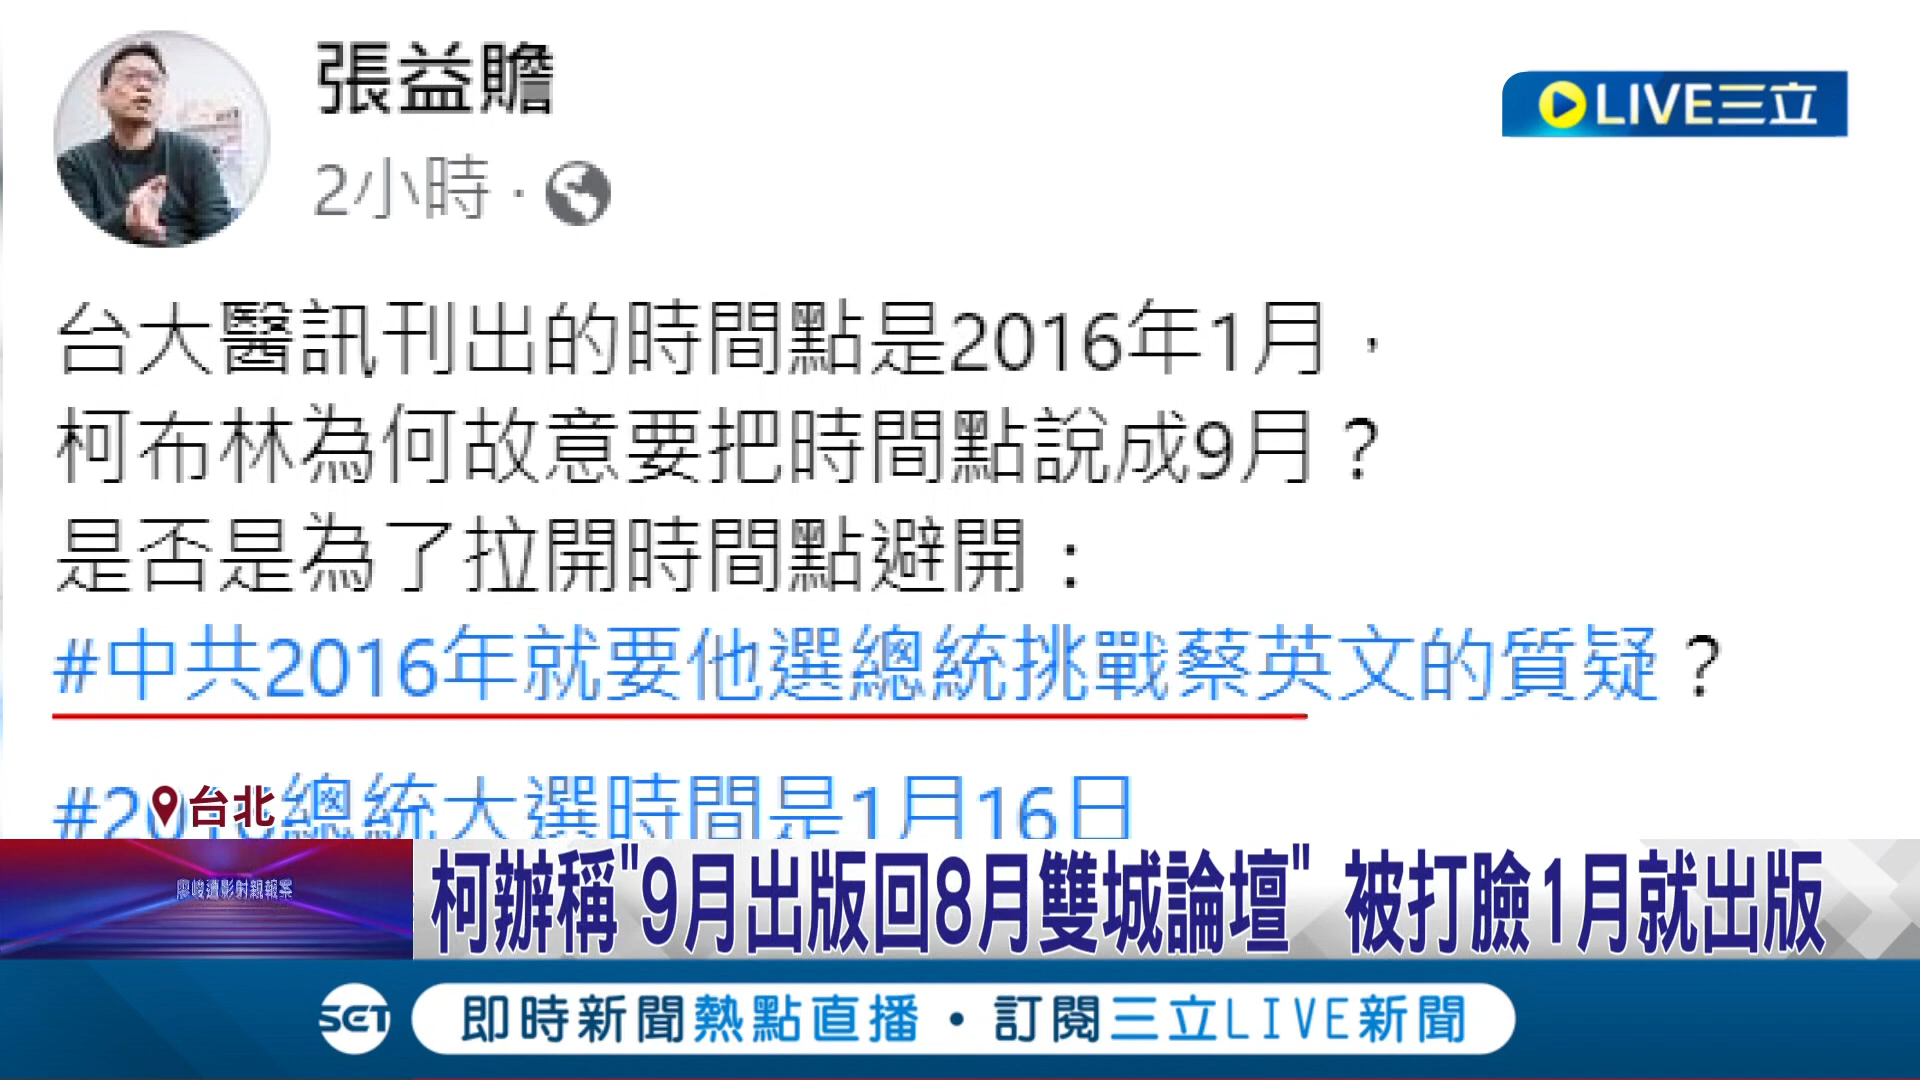 張益贍
2小時·
LIVE三立
台大醫訊刊出的時間點是2016年1月，
柯布林為何故意要把時間點說成9月？
是否是為了拉開時間點避開：
#中共2016年就要他選總統挑戰蔡英文的質疑？
#2016總統大選時間是1月16日
台北
柯辦稱"9月出版回8月雙城論壇" 被打臉1月就出版
SET
即時新聞熱點直播·訂閱三立LIVE新聞